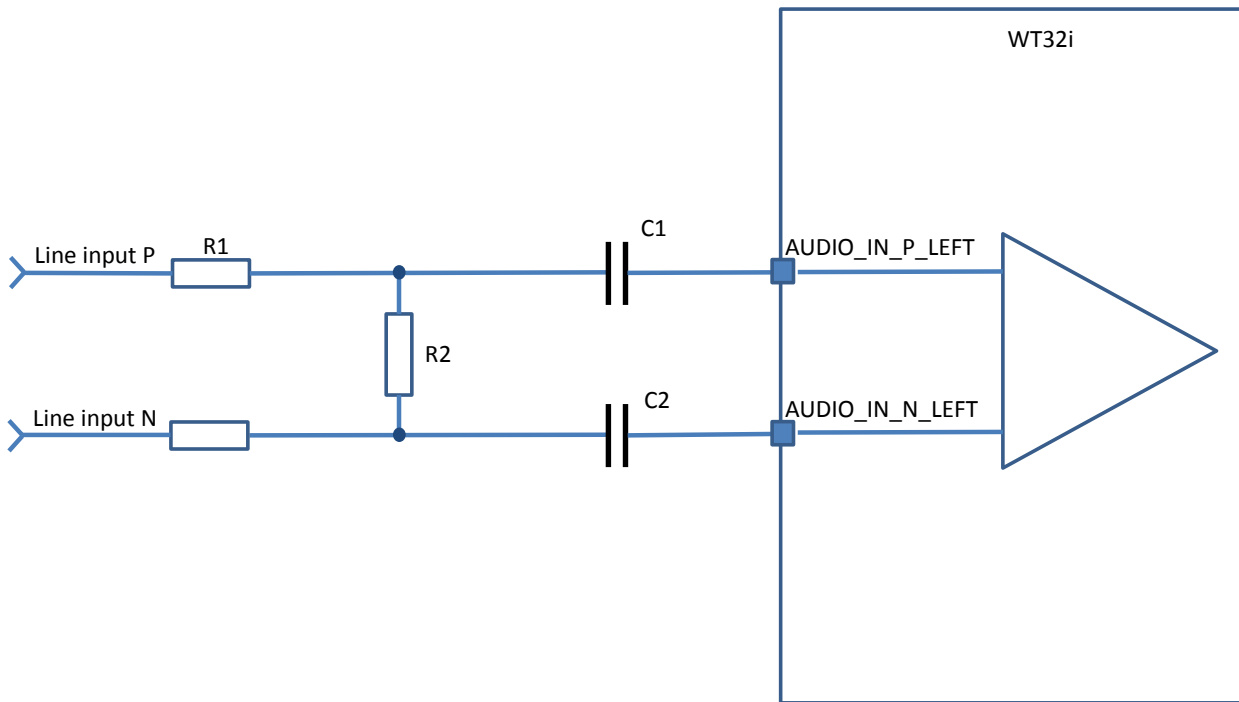 WT32i
C1
Line input P
R1
AUDIO_IN_P_LEFT
R2
C2
Line input N
AUDIO_IN_N_LEFT